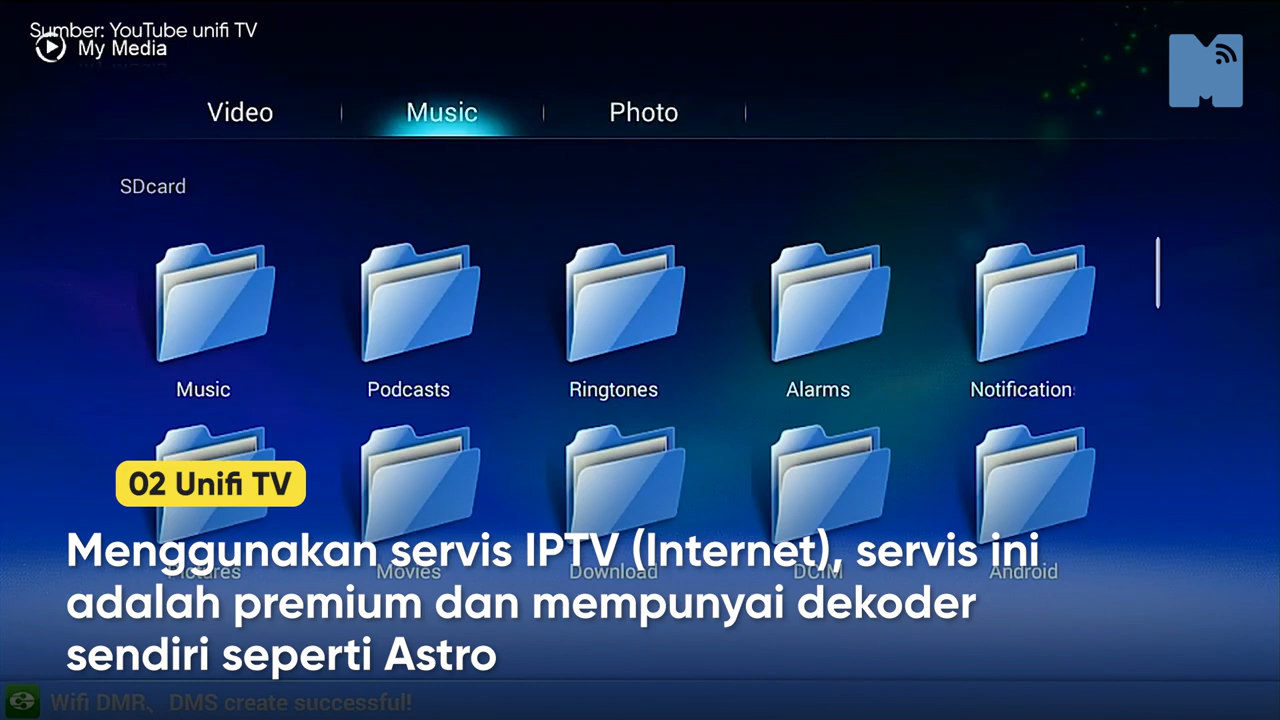 Sumber: YouTube unifi TV
My Media
Video Music Photo
SDcard
Music Podcasts Ringtones Alarms Notification
02 Unifi TV
Menggunakan servis IPTV (Internet), servis ini
adalah premium dan mempunyai dekoder
sendiri seperti Astro
Pictures Movies Download DCIM Android
Wifi DMR、DMS create successful!